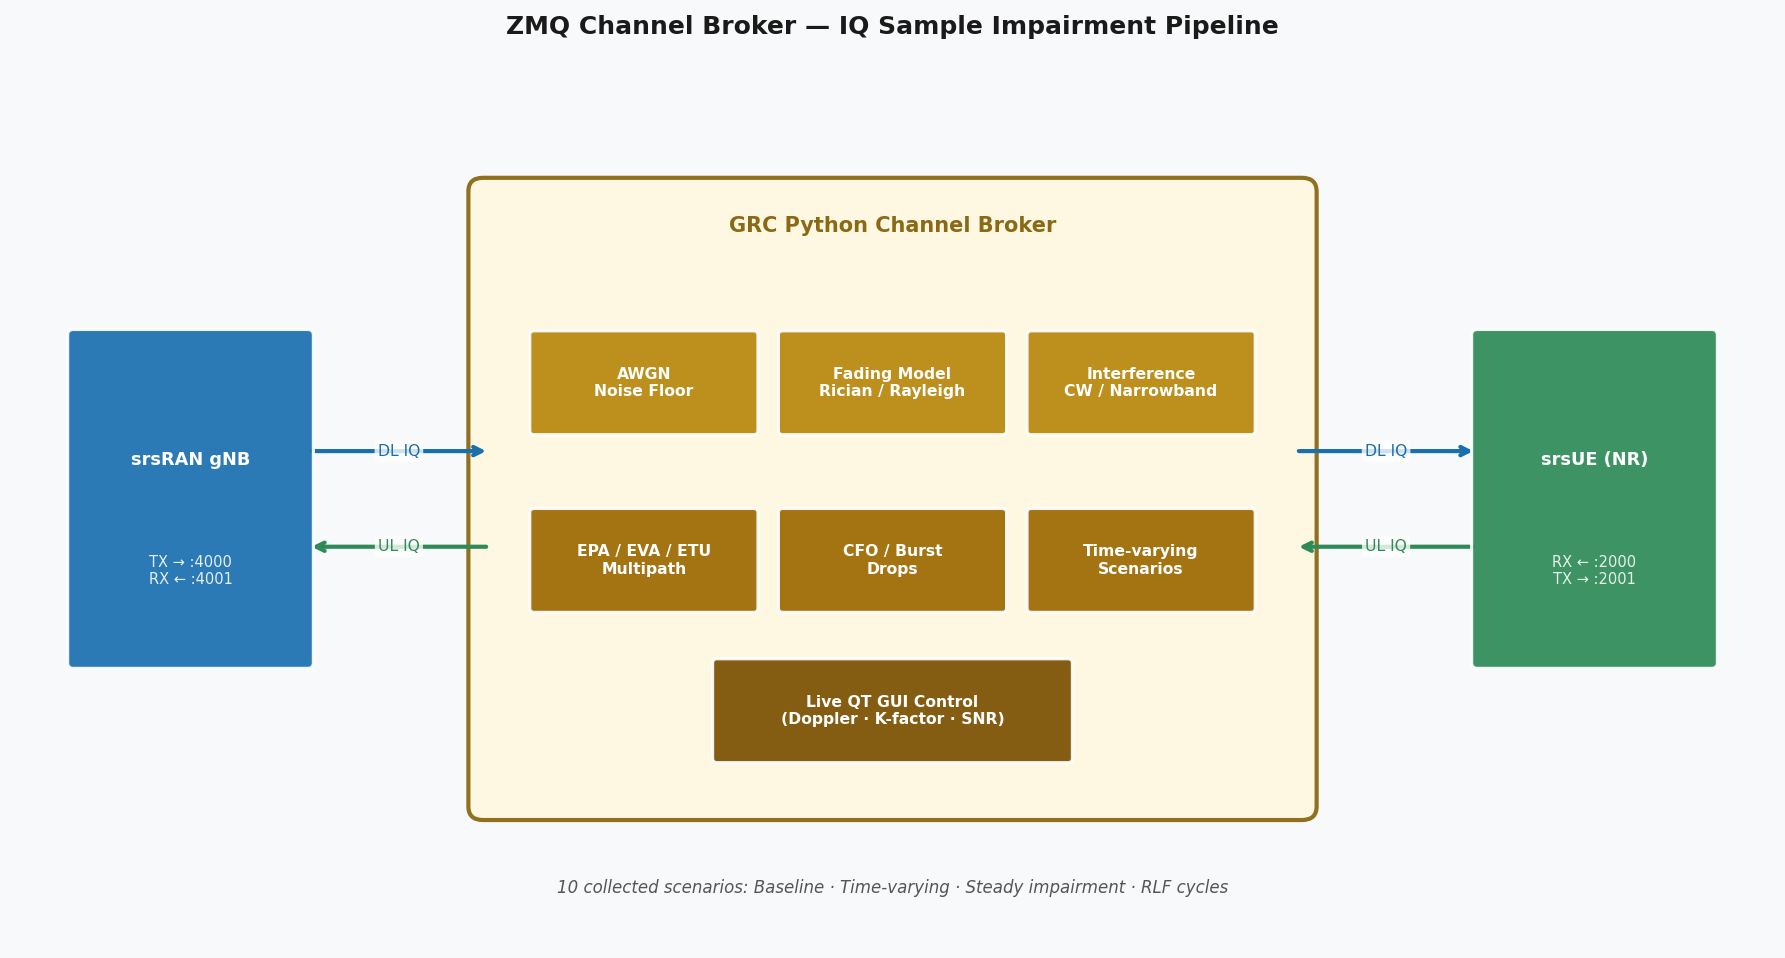 ZMQ Channel Broker — IQ Sample Impairment Pipeline
GRC Python Channel Broker
AWGN
Noise Floor
Fading Model
Rician / Rayleigh
Interference
CW / Narrowband
srsRAN gNB
TX → :4000
RX ← :4001
DL IQ
UL IQ
EPA / EVA / ETU
Multipath
CFO / Burst
Drops
Time-varying
Scenarios
DL IQ
UL IQ
srsUE (NR)
RX ← :2000
TX → :2001
Live QT GUI Control
(Doppler · K-factor · SNR)
10 collected scenarios: Baseline · Time-varying · Steady impairment · RLF cycles